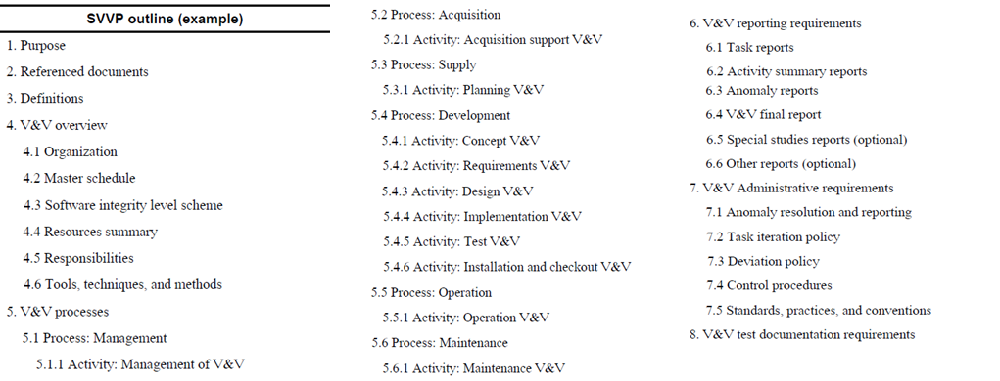 SVVP outline (example)
1. Purpose
2. Referenced documents
3. Definitions
4. V&V overview
4.1 Organization
4.2 Master schedule
4.3 Software integrity level scheme
4.4 Resources summary
4.5 Responsibilities
4.6 Tools, techniques, and methods
5. V&V processes
5.1 Process: Management
5.1.1 Activity: Management of V&V
5.2 Process: Acquisition
5.2.1 Activity: Acquisition support V&V
5.3 Process: Supply
5.3.1 Activity: Planning V&V
5.4 Process: Development
5.4.1 Activity: Concept V&V
5.4.2 Activity: Requirements V&V
5.4.3 Activity: Design V&V
5.4.4 Activity: Implementation V&V
5.4.5 Activity: Test V&V
5.4.6 Activity: Installation and checkout V&V
5.5 Process: Operation
5.5.1 Activity: Operation V&V
5.6 Process: Maintenance
5.6.1 Activity: Maintenance V&V
6. V&V reporting requirements
6.1 Task reports
6.2 Activity summary reports
6.3 Anomaly reports
6.4 V&V final report
6.5 Special studies reports (optional)
6.6 Other reports (optional)
7. V&V Administrative requirements
7.1 Anomaly resolution and reporting
7.2 Task iteration policy
7.3 Deviation policy
7.4 Control procedures
7.5 Standards, practices, and conventions
8. V&V test documentation requirements